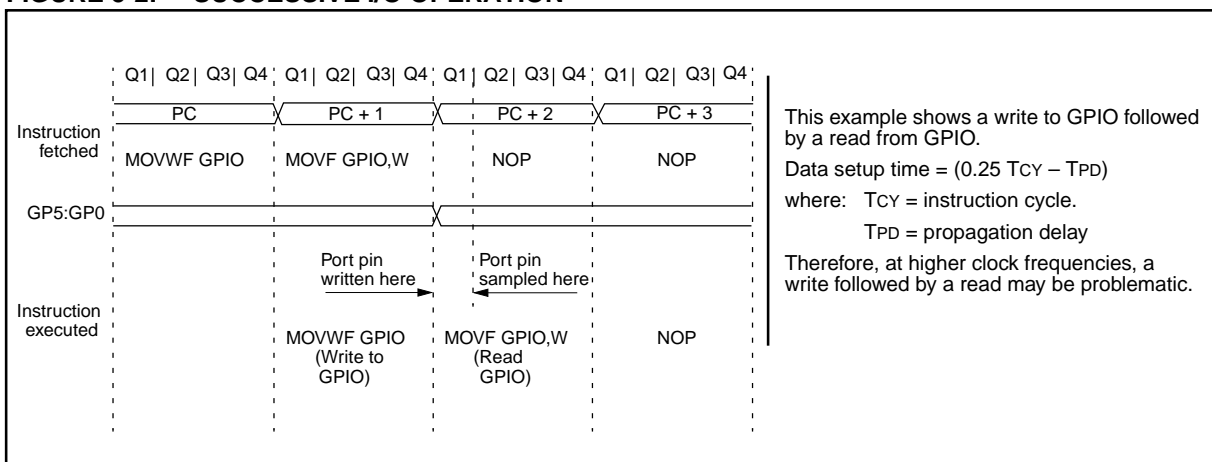 Q1| Q2| Q3| Q4 Q1| Q2| Q3| Q4 Q1| Q2| Q3| Q4 Q1| Q2| Q3| Q4
PC PC + 1 PC + 2 PC + 3
Instruction
fetched
MOVWF GPIO MOVF GPIO,W NOP NOP
GP5:GP0
Port pin
written here
Port pin
sampled here
Instruction
executed
MOVWF GPIO
(Write to
GPIO)
MOVF GPIO,W
(Read
GPIO)
NOP
This example shows a write to GPIO followed
by a read from GPIO.
Data setup time = (0.25 TCY – TPD)
where: TCY = instruction cycle.
TPD = propagation delay
Therefore, at higher clock frequencies, a
write followed by a read may be problematic.